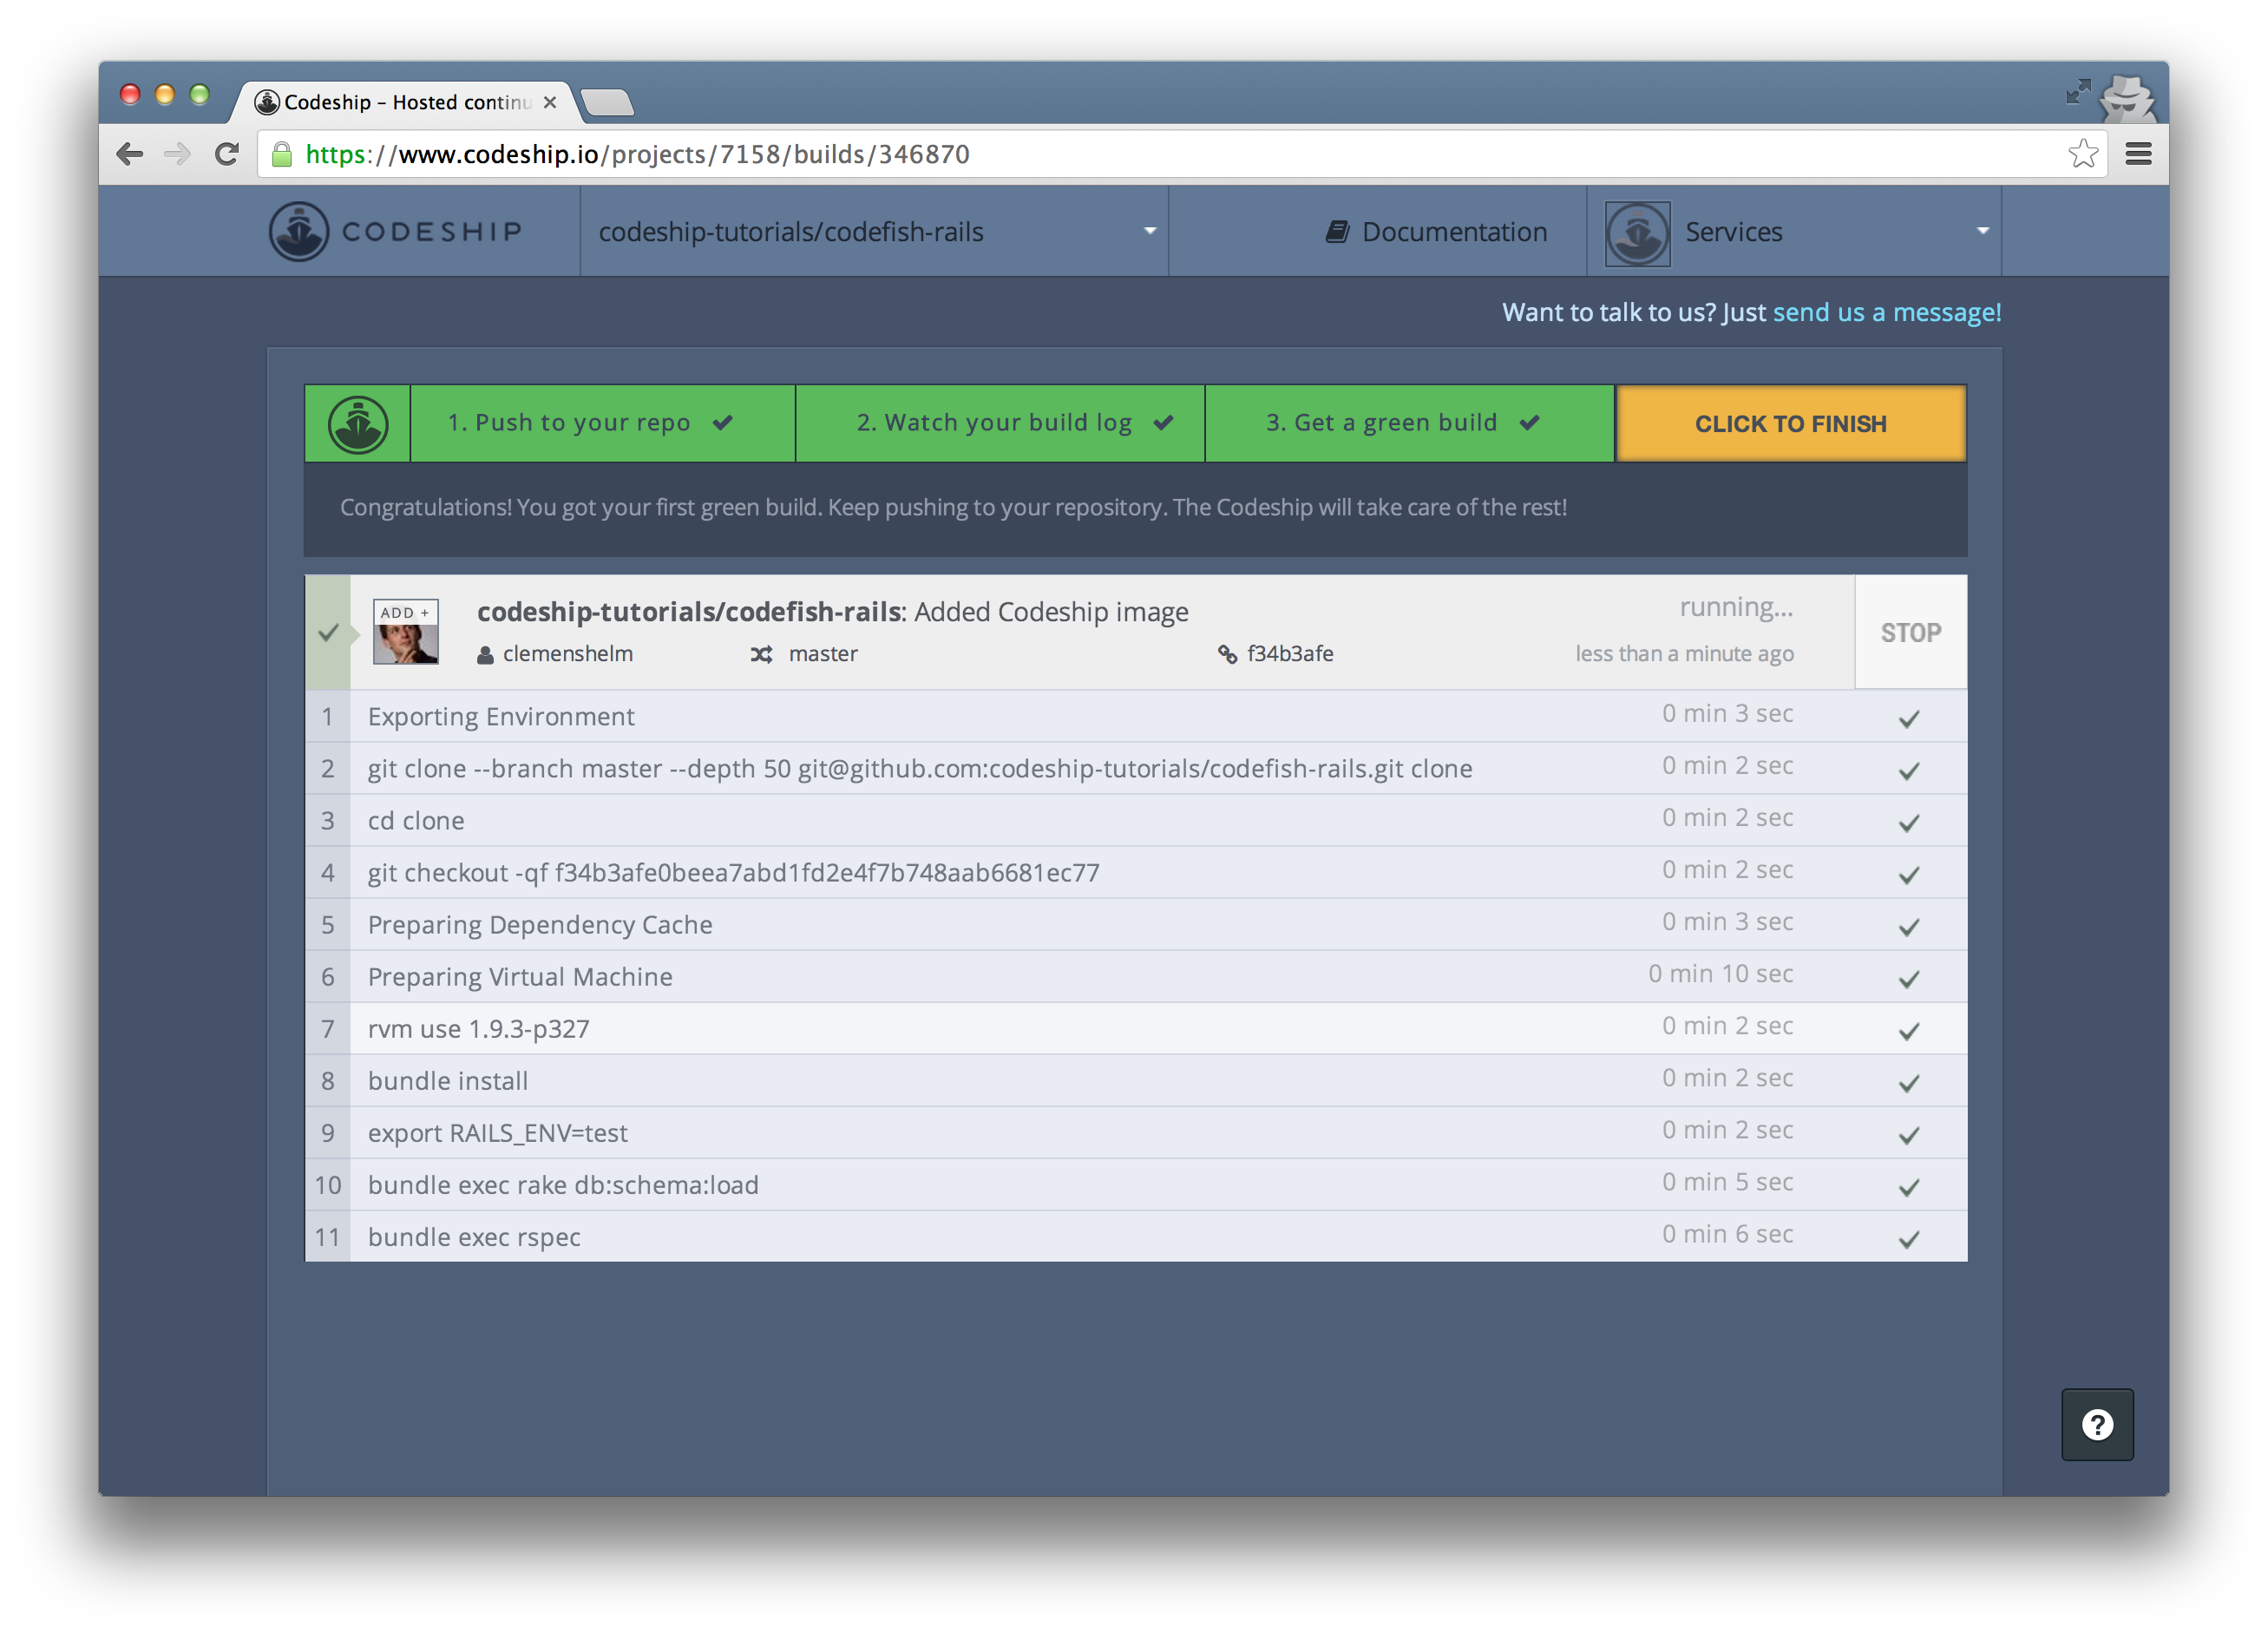 Codeship – Hosted continu
https://www.codeship.io/projects/7158/builds/346870
CODESHIP
codeship-tutorials/codefish-rails
Documentation
Services
Want to talk to us? Just send us a message!
1. Push to your repo
2. Watch your build log
3. Get a green build
CLICK TO FINISH
Congratulations! You got your first green build. Keep pushing to your repository. The Codeship will take care of the rest!
ADD +
codeship-tutorials/codefish-rails: Added Codeship image
running...
clemenshelm
master
f34b3afe
less than a minute ago
STOP
1 Exporting Environment 0 min 3 sec
2 git clone --branch master --depth 50 git@github.com:codeship-tutorials/codefish-rails.git clone 0 min 2 sec
3 cd clone 0 min 2 sec
4 git checkout -qf f34b3afe0beea7abd1fd2e4f7b748aab6681ec77 0 min 2 sec
5 Preparing Dependency Cache 0 min 3 sec
6 Preparing Virtual Machine 0 min 10 sec
7 rvm use 1.9.3-p327 0 min 2 sec
8 bundle install 0 min 2 sec
9 export RAILS_ENV=test 0 min 2 sec
10 bundle exec rake db:schema:load 0 min 5 sec
11 bundle exec rspec 0 min 6 sec
?